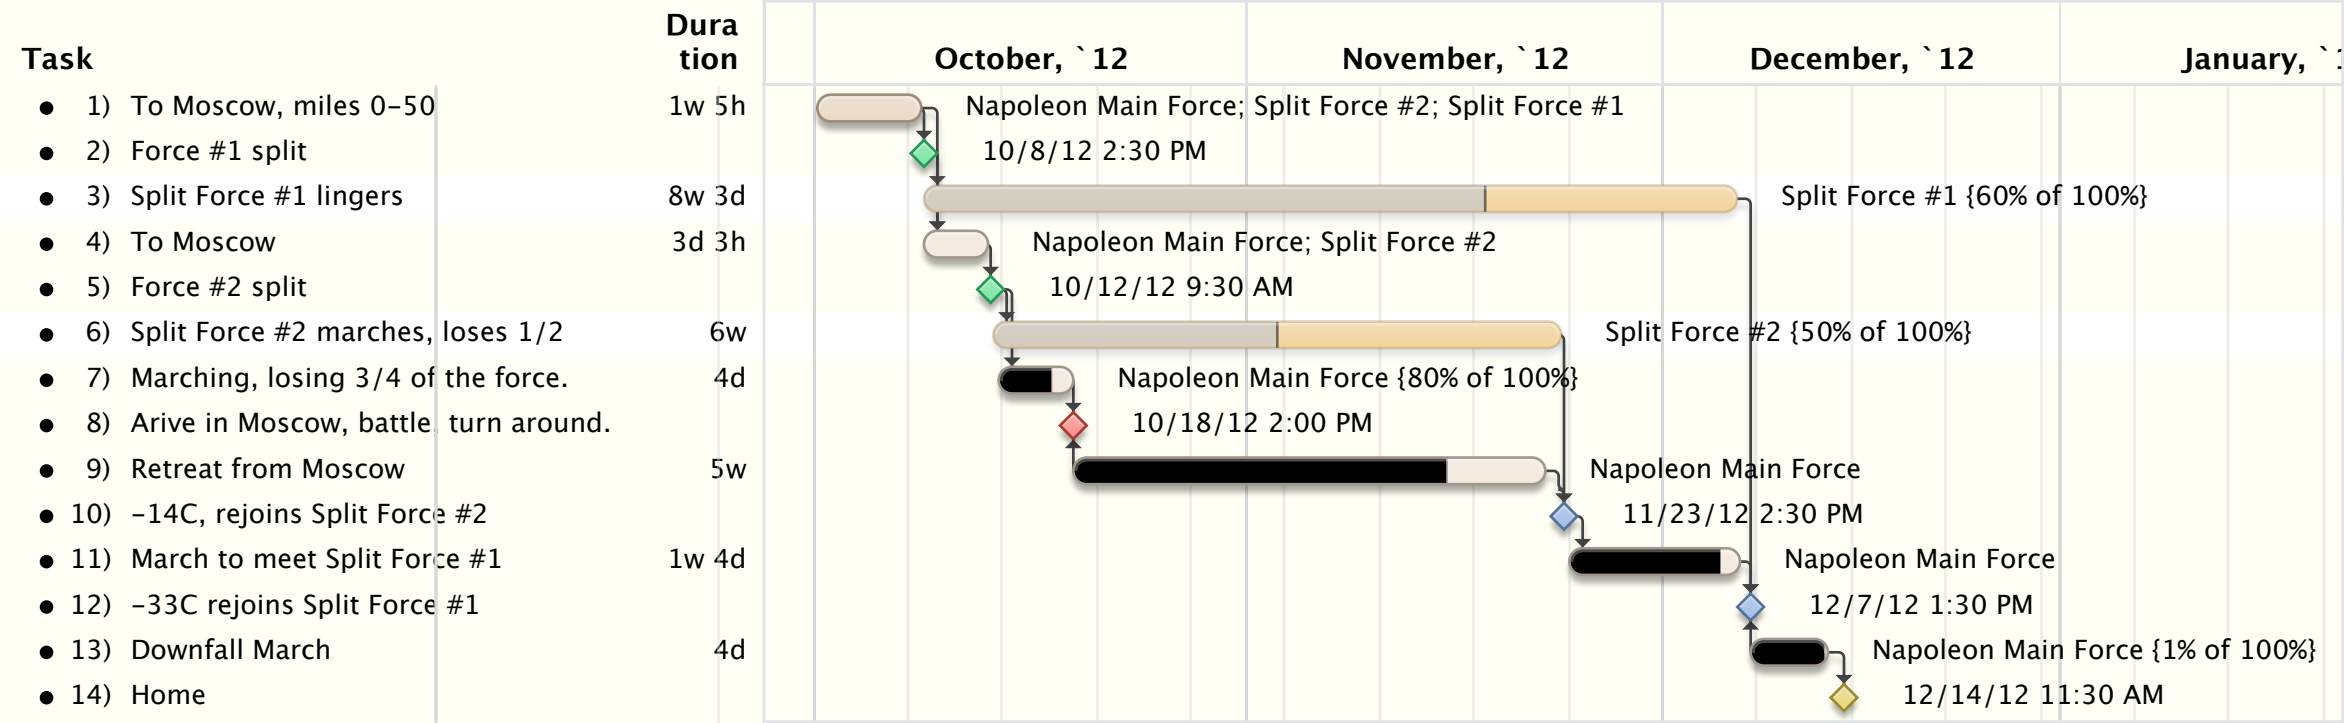 Task Dura
tion October, `12 November, `12 December, `12 January, `1
1) To Moscow, miles 0-50 1w 5h Napoleon Main Force; Split Force #2; Split Force #1
2) Force #1 split 10/8/12 2:30 PM
3) Split Force #1 lingers 8w 3d Split Force #1 {60% of 100%}
4) To Moscow 3d 3h Napoleon Main Force; Split Force #2
5) Force #2 split 10/12/12 9:30 AM
6) Split Force #2 marches, loses 1/2 6w Split Force #2 {50% of 100%}
7) Marching, losing 3/4 of the force. 4d Napoleon Main Force {80% of 100%}
8) Arive in Moscow, battle, turn around. 10/18/12 2:00 PM
9) Retreat from Moscow 5w Napoleon Main Force
10) -14C, rejoins Split Force #2 11/23/12 2:30 PM
11) March to meet Split Force #1 1w 4d Napoleon Main Force
12) -33C rejoins Split Force #1 12/7/12 1:30 PM
13) Downfall March 4d Napoleon Main Force {1% of 100%}
14) Home 12/14/12 11:30 AM